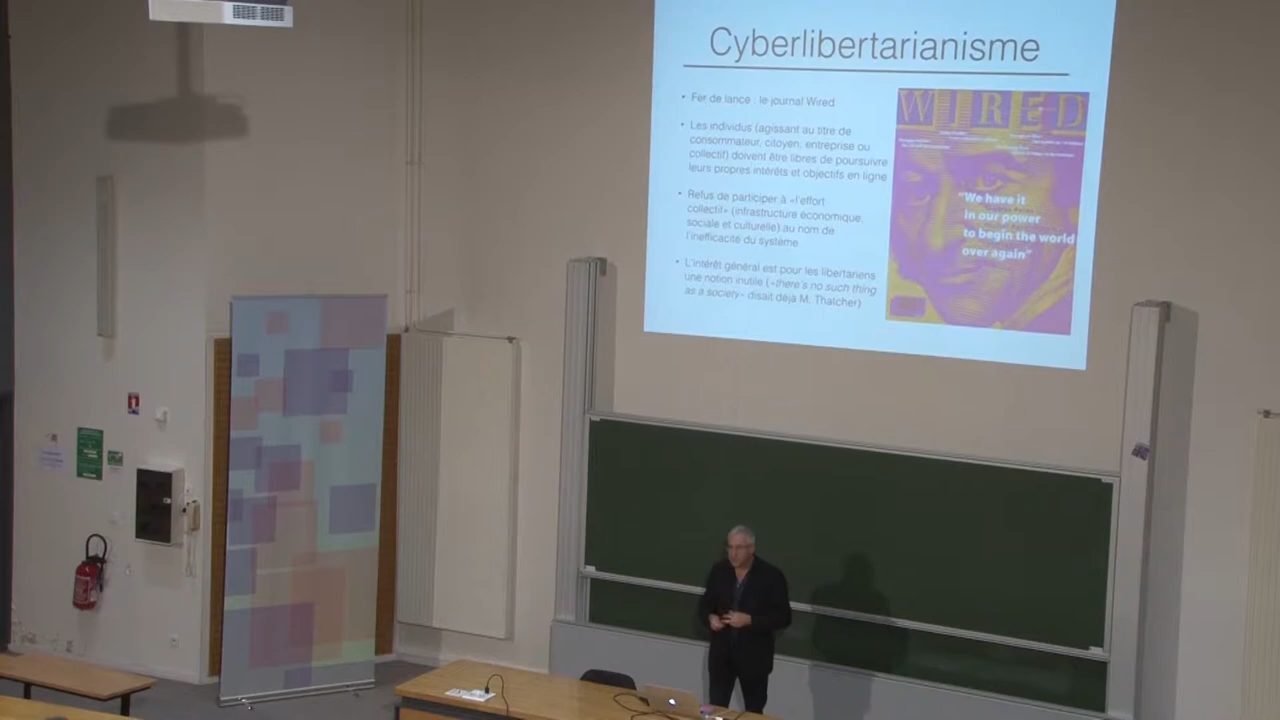 Cyberlibertarianisme
• Fer de lance : le journal Wired
• Les individus (agissant au titre de
consommateur, citoyen, entreprise ou
collectif) doivent être libres de poursuivre
leurs propres intérêts et objectifs en ligne
• Refus de participer à «l'effort
collectif» (infrastructure économique,
sociale et culturelle) au nom de
l'inefficacité du système
• L'intérêt général est pour les libertariens
une notion inutile («there's no such thing
as a society» disait déjà M. Thatcher)
WIRED
"We have it
in our power
to begin the world
over again"